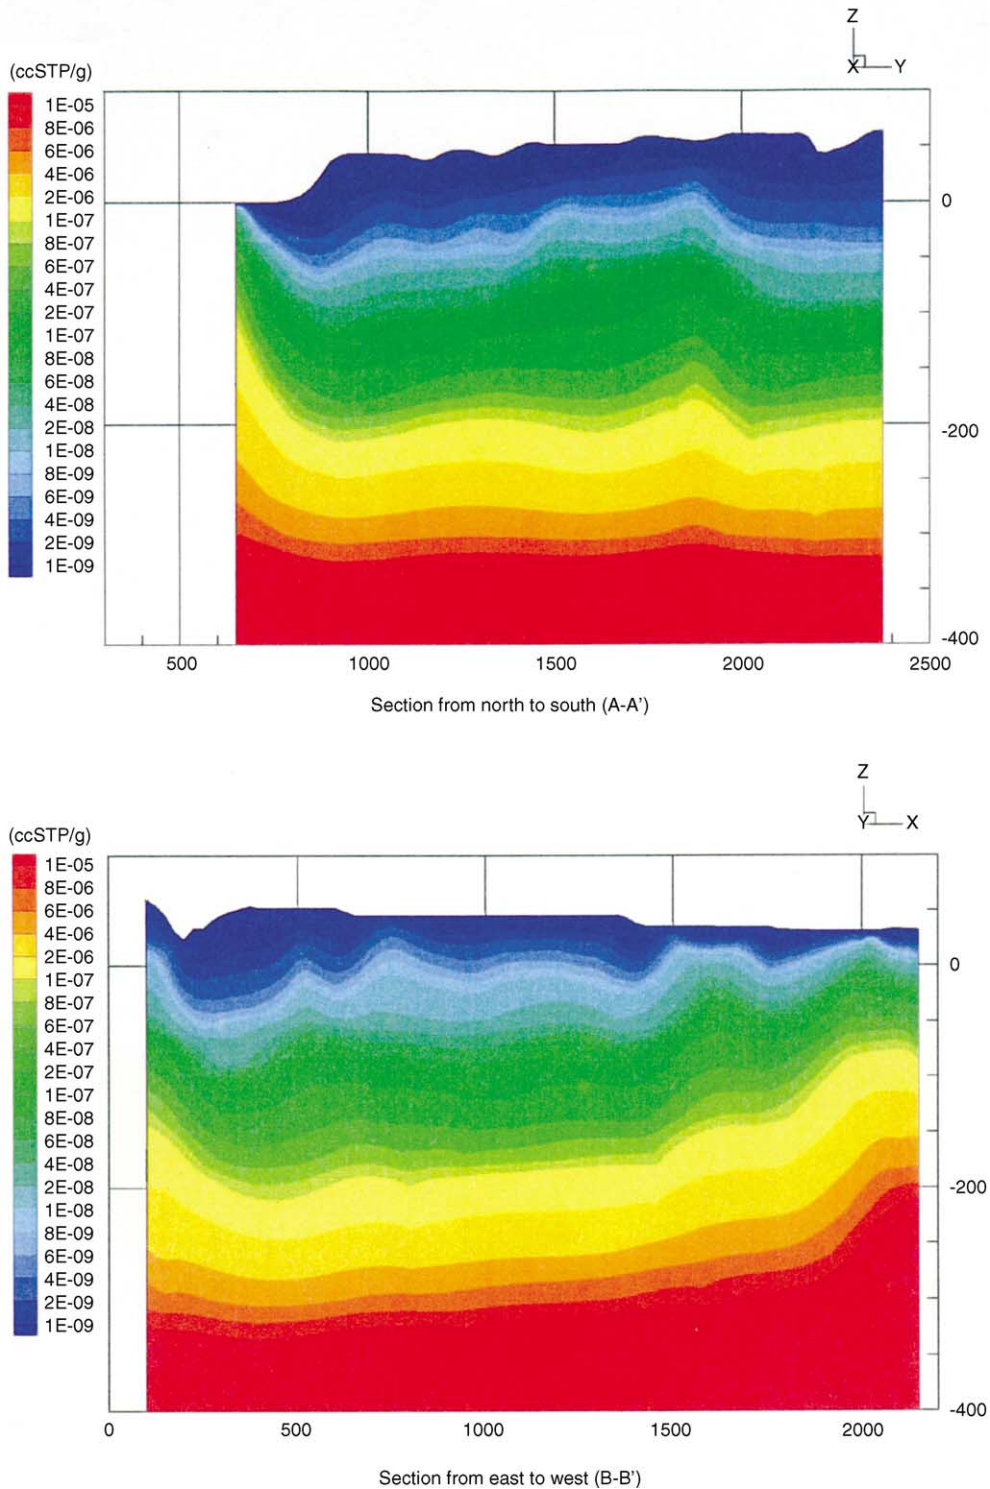 Z
X Y
(ccSTP/g)
1E-05
8E-06
6E-06
4E-06
2E-06
1E-07
8E-07
6E-07
4E-07
2E-07
1E-07
8E-08
6E-08
4E-08
2E-08
1E-08
8E-09
6E-09
4E-09
2E-09
1E-09
0
-200
-400
500 1000 1500 2000 2500
Section from north to south (A-A')
Z
Y X
(ccSTP/g)
1E-05
8E-06
6E-06
4E-06
2E-06
1E-07
8E-07
6E-07
4E-07
2E-07
1E-07
8E-08
6E-08
4E-08
2E-08
1E-08
8E-09
6E-09
4E-09
2E-09
1E-09
0
-200
-400
0 500 1000 1500 2000
Section from east to west (B-B')